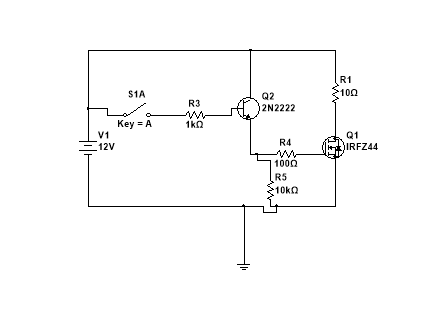 R1
10Ω
S1A
Key = A
R3
1kΩ
Q2
2N2222
V1
12V
R4
100Ω
Q1
IRFZ44
R5
10kΩ